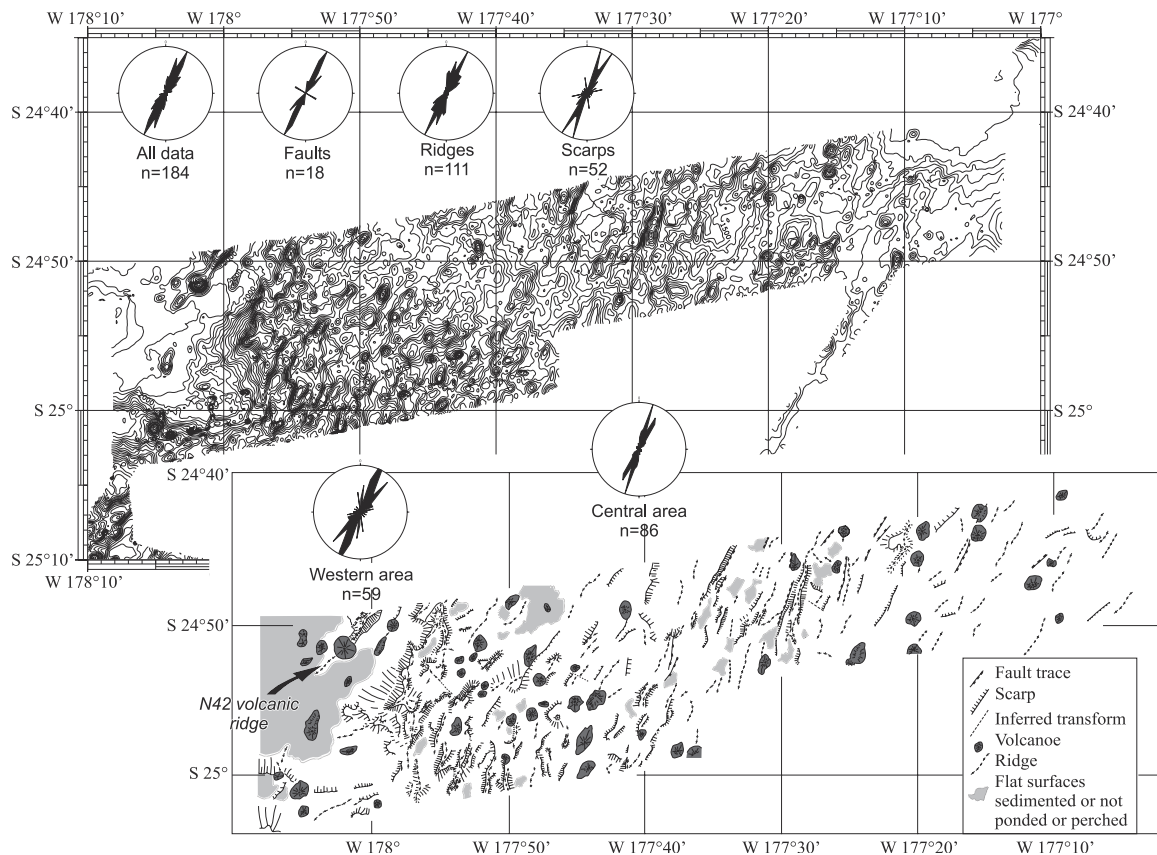 W 178°10' W 178° W 177°50' W 177°40' W 177°30' W 177°20' W 177°10' W 177°
S 24°40' S 24°40'
All data Faults Ridges Scarps
n=184 n=18 n=111 n=52
S 24°50' S 24°50'
S 25° S 25°
S 24°40'
Central area
n=86
S 25°10'
W 178°10'
Western area
n=59
S 24°50'
N42 volcanic
ridge
Fault trace
Scarp
Inferred transform
Volcanoe
Ridge
Flat surfaces
sedimented or not
ponded or perched
S 25°
W 178° W 177°50' W 177°40' W 177°30' W 177°20' W 177°10'